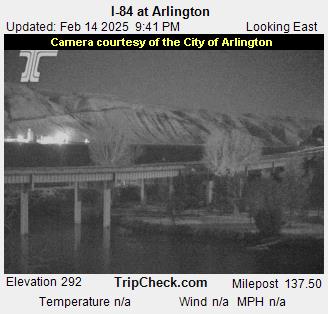 I-84 at Arlington
Updated: Feb 14 2025 9:41 PM Looking East
Camera courtesy of the City of Arlington
Elevation 292 TripCheck.com Milepost 137.50
Temperature n/a Wind n/a MPH n/a